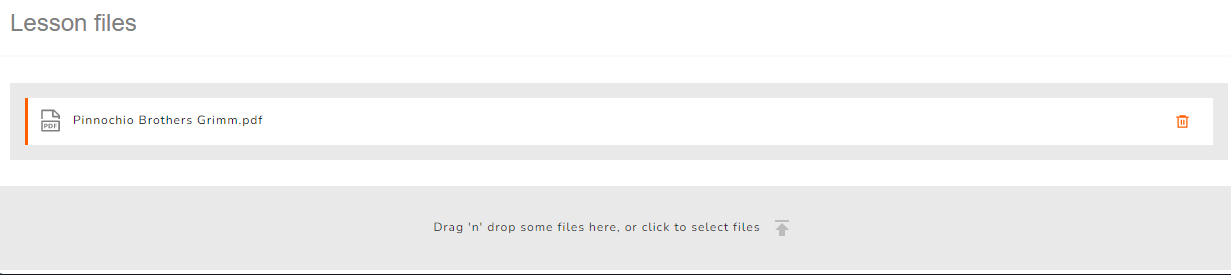 Lesson files
PDF
Pinnochio Brothers Grimm.pdf
Drag 'n' drop some files here, or click to select files